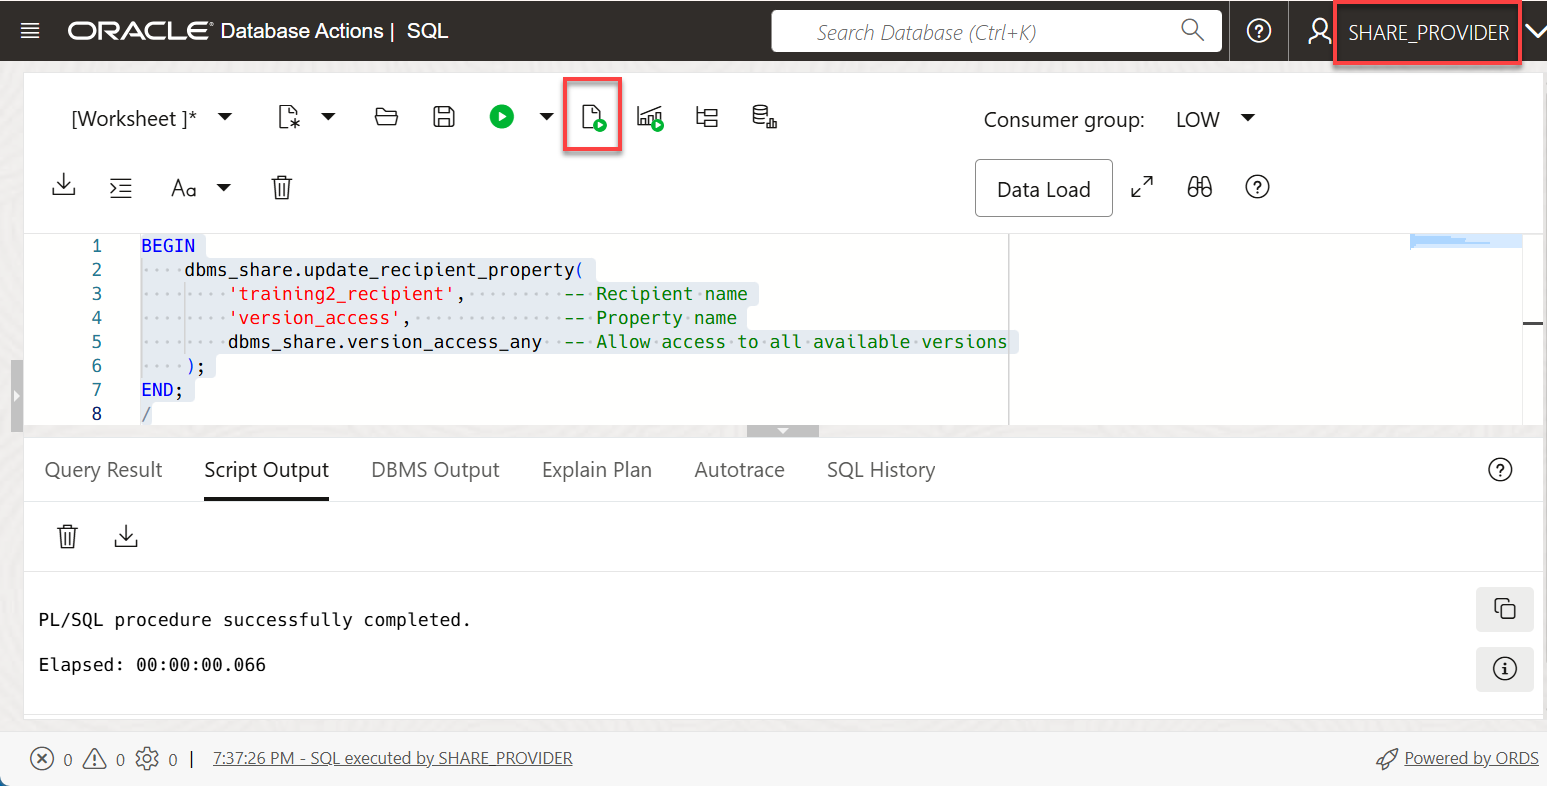 ORACLE Database Actions | SQL
Search Database (Ctrl+K)
SHARE_PROVIDER
[Worksheet ]*
Consumer group: LOW
Aa
Data Load
1 BEGIN
2 dbms_share.update_recipient_property(
3 'training2_recipient', -- Recipient name
4 'version_access', -- Property name
5 dbms_share.version_access_any -- Allow access to all available versions
6 );
7 END;
8 /
Query Result Script Output DBMS Output Explain Plan Autotrace SQL History
PL/SQL procedure successfully completed.
Elapsed: 00:00:00.066
0 0 0 | 7:37:26 PM - SQL executed by SHARE_PROVIDER
Powered by ORDS